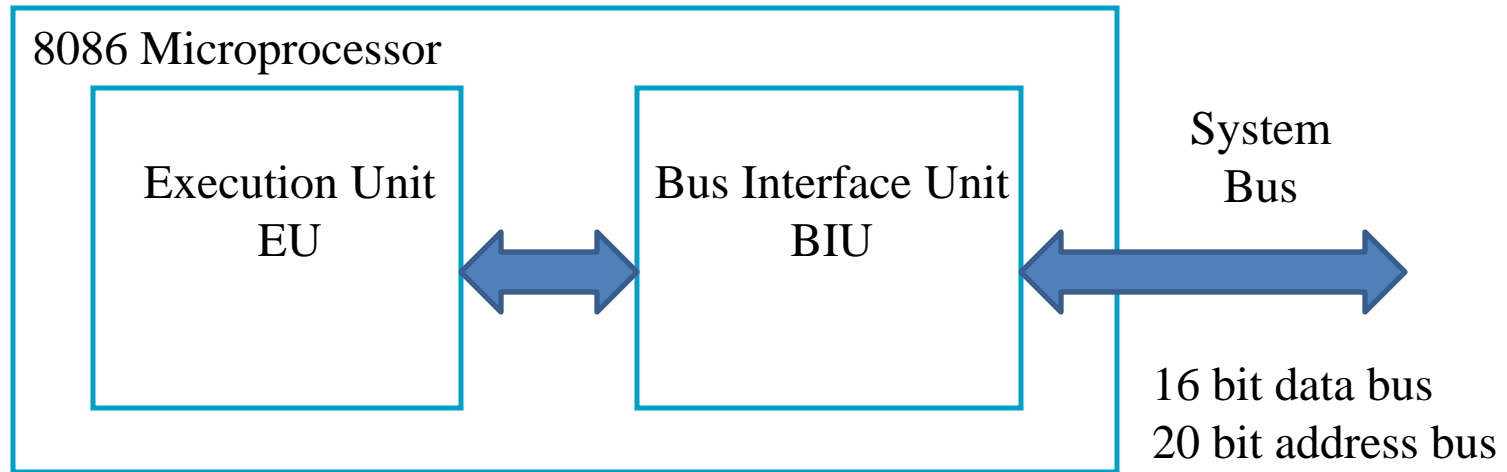 8086 Microprocessor
Execution Unit
EU
Bus Interface Unit
BIU
System
Bus
16 bit data bus
20 bit address bus